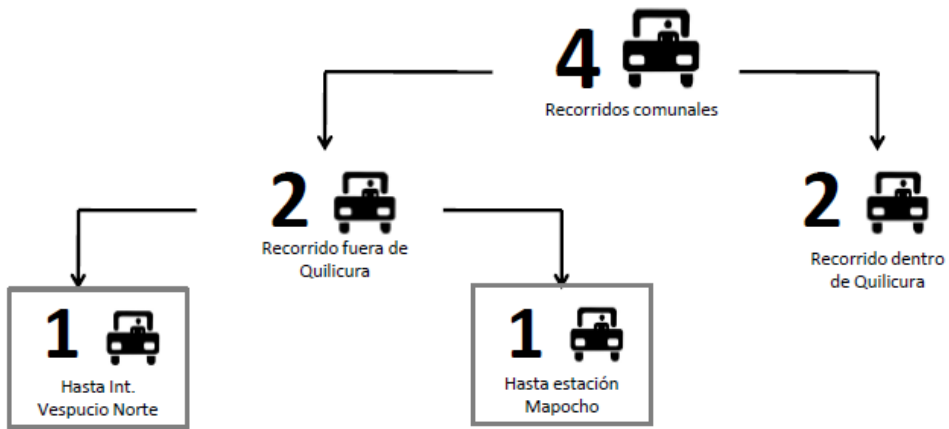 4
Recorridos comunales
2
Recorrido fuera de
Quilicura
2
Recorrido dentro
de Quilicura
1
Hasta Int.
Vespucio Norte
1
Hasta estación
Mapocho